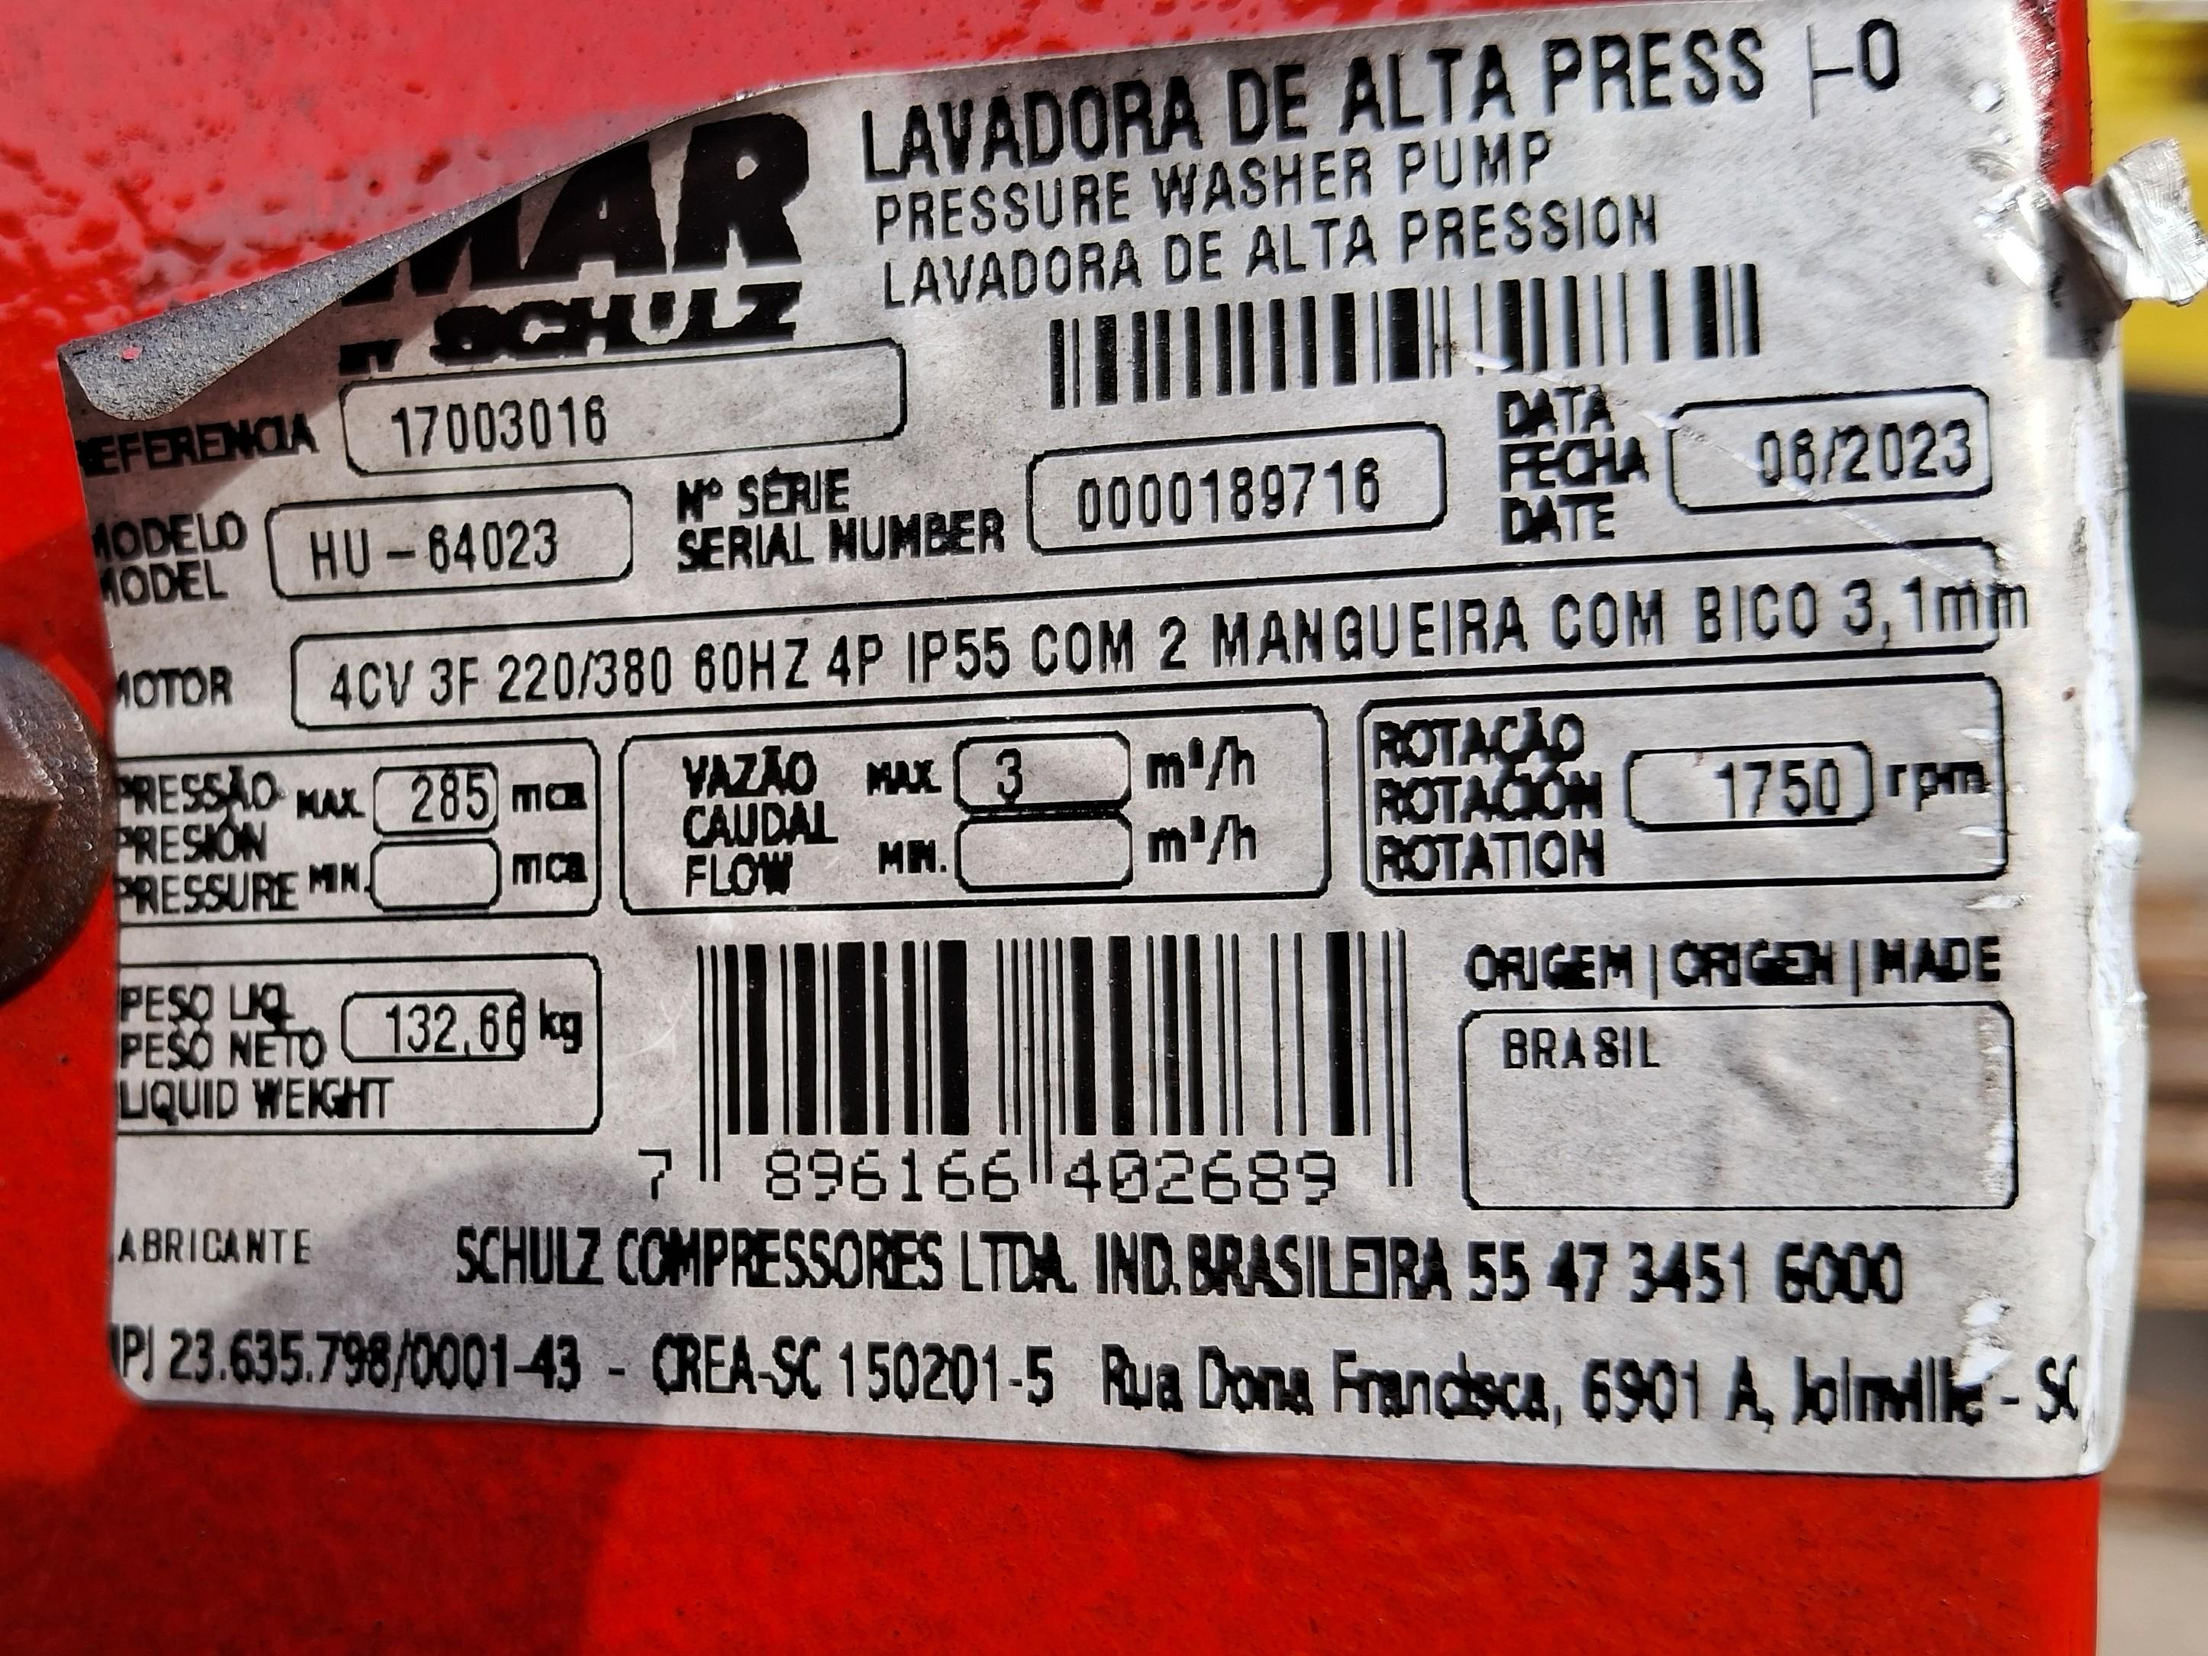 LAVADORA DE ALTA PRESS O
PRESSURE WASHER PUMP
LAVADORA DE ALTA PRESSION
MAR
BY SCHULZ
REFERENCIA 17003016
MODELO
MODEL
HU-64023
Nº SÉRIE
SERIAL NUMBER
0000189716
DATA
FECHA
DATE
06/2023
MOTOR 4CV 3F 220/380 60HZ 4P IP55 COM 2 MANGUEIRA COM BICO 3,1mm
PRESSÃO MAX. 285 mca
PRESIÓN
PRESSURE MIN. mca
VAZÃO MAX. 3 m³/h
CAUDAL
FLOW MIN. m³/h
ROTAÇÃO
ROTACIÓN 1750 rpm
ROTATION
PESO LIQ.
PESO NETO 132,66 kg
LIQUID WEIGHT
7 896166 402689
ORIGEM | ORIGEN | MADE
BRASIL
ABRICANTE SCHULZ COMPRESSORES LTDA. IND. BRASILEIRA 55 47 3451 6000
PJ 23.635.798/0001-43 - CREA-SC 150201-5 Rua Dona Francisca, 6901 A, Joinville - SC